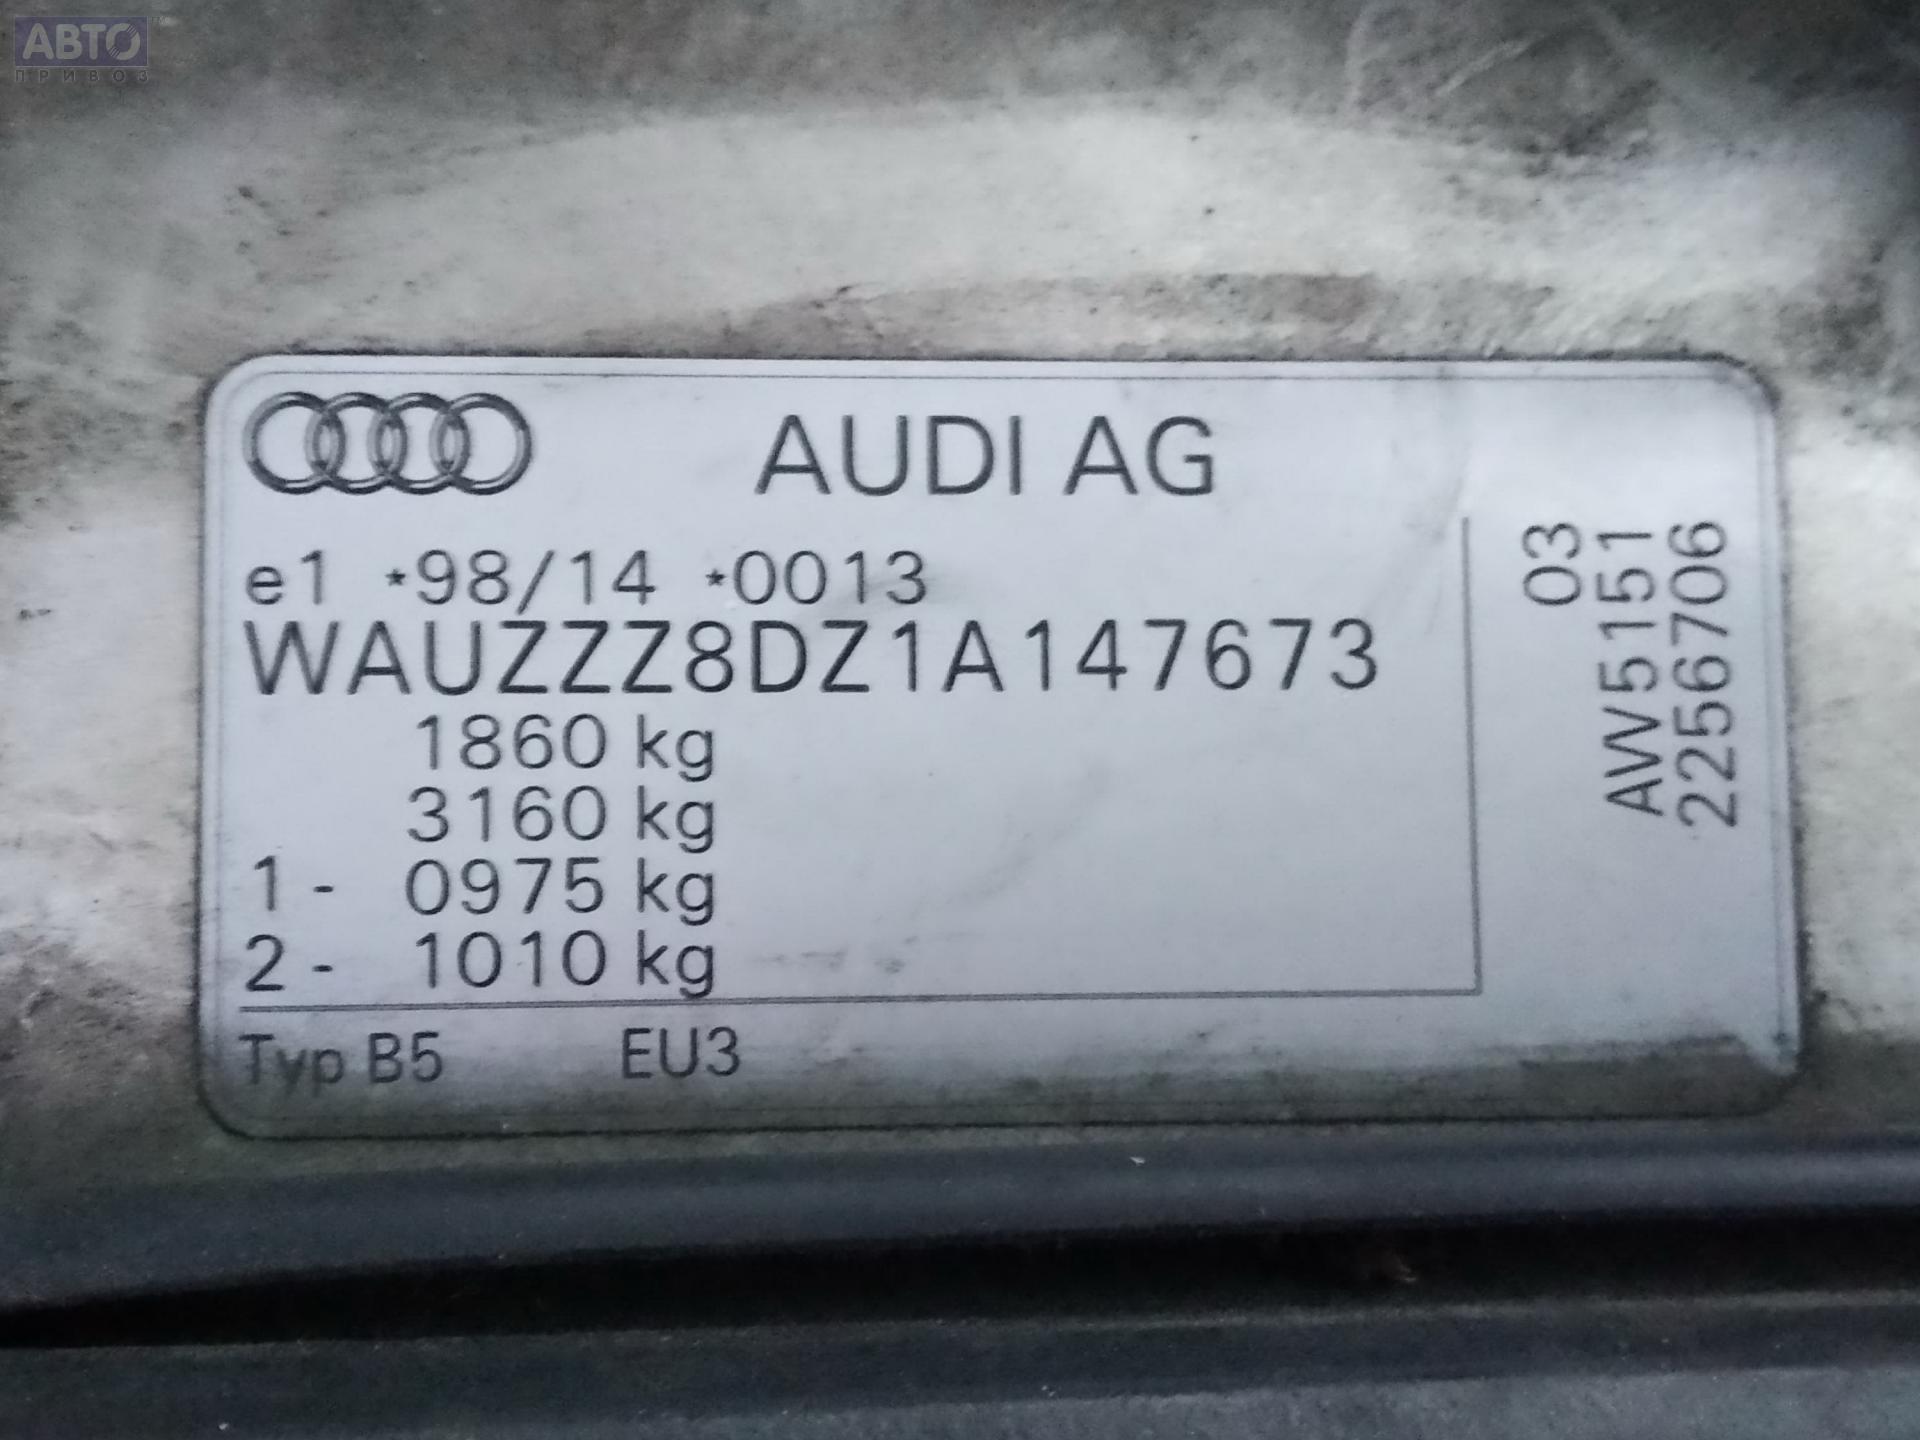 АВТО
ПРИВОЗ
AUDI AG
e1 *98/14 *0013
WAUZZZ8DZ1A147673
1860 kg
3160 kg
1- 0975 kg
2- 1010 kg
Typ B5 EU3
03
AW5151
22567706